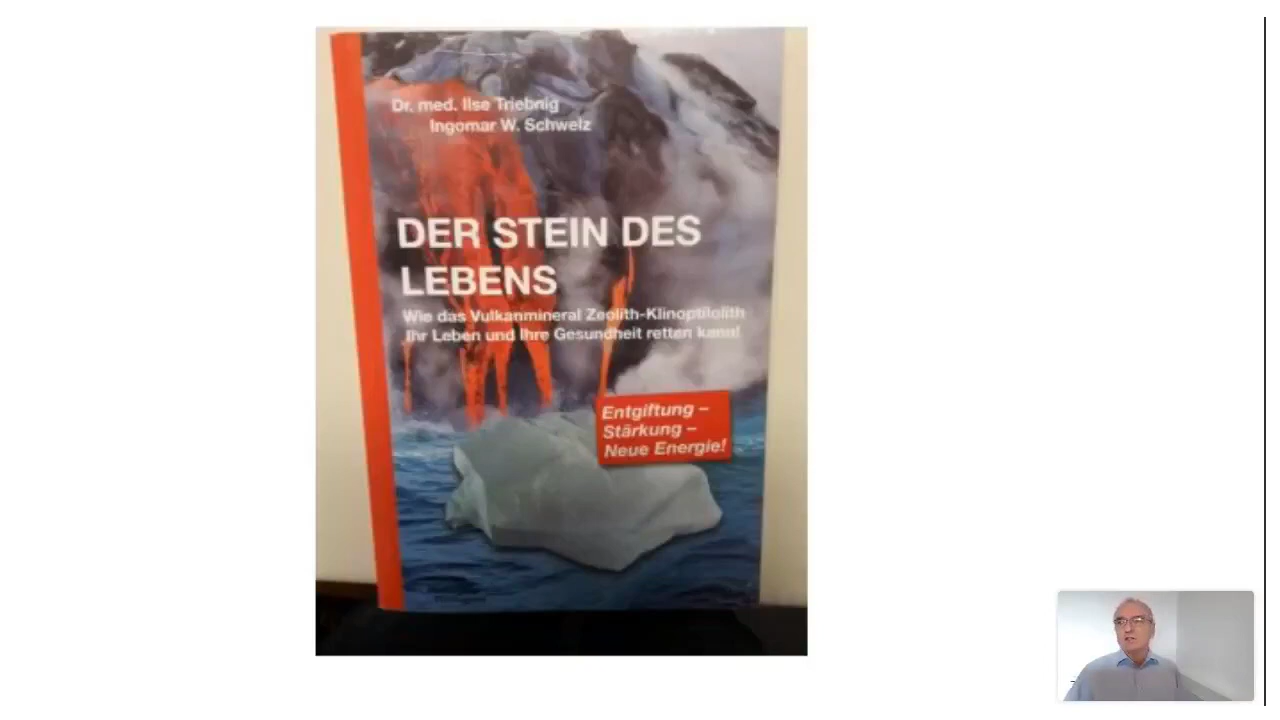 Dr. med. Ilse Triebnig
Ingomar W. Schwelz
DER STEIN DES
LEBENS
Wie das Vulkanmineral Zeolith-Klinoptilolith
Ihr Leben und Ihre Gesundheit retten kann!
Entgiftung –
Stärkung –
Neue Energie!